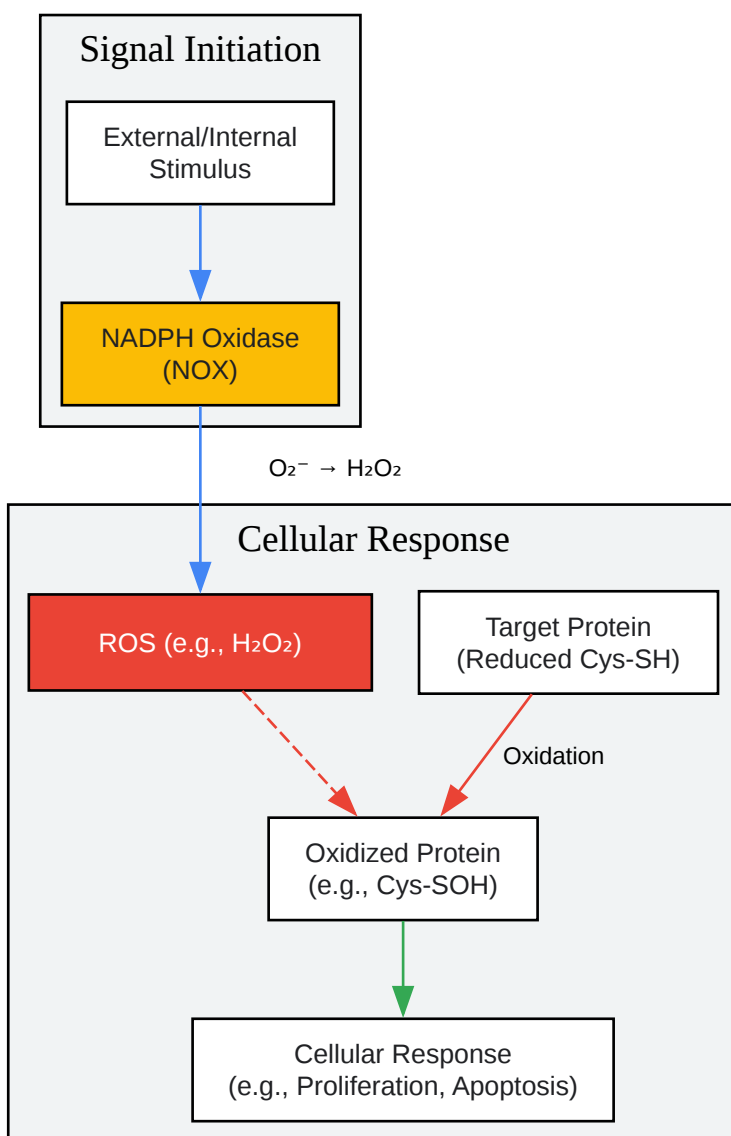 Signal Initiation
External/Internal
Stimulus
NADPH Oxidase
(NOX)
O₂⁻ → H₂O₂
Cellular Response
ROS (e.g., H₂O₂)
Target Protein
(Reduced Cys-SH)
Oxidation
Oxidized Protein
(e.g., Cys-SOH)
Cellular Response
(e.g., Proliferation, Apoptosis)